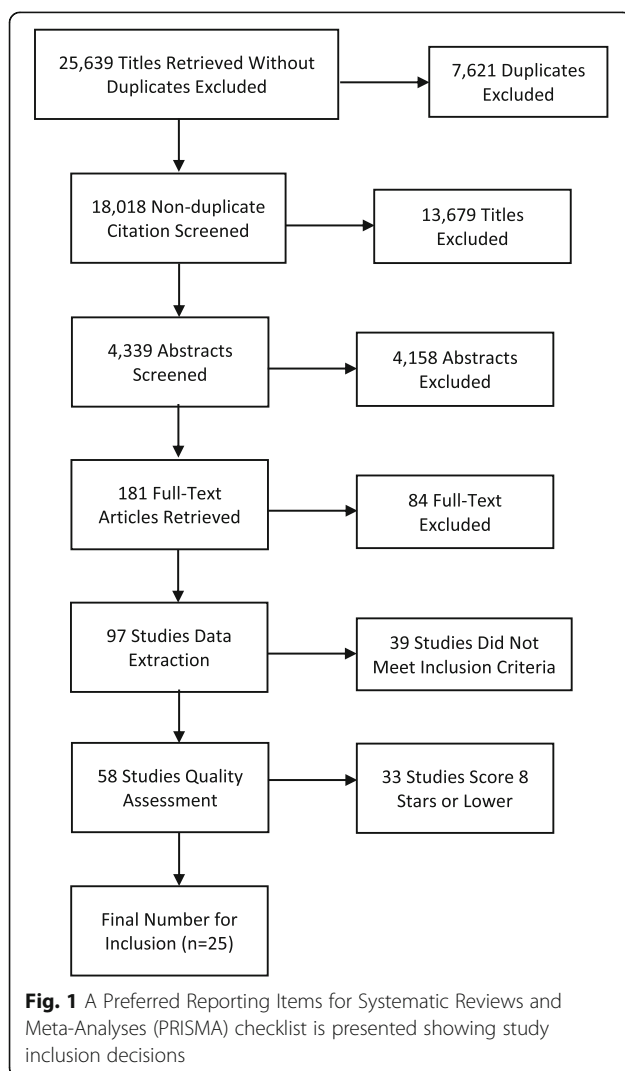 25,639 Titles Retrieved Without
Duplicates Excluded
7,621 Duplicates
Excluded
18,018 Non-duplicate
Citation Screened
13,679 Titles
Excluded
4,339 Abstracts
Screened
4,158 Abstracts
Excluded
181 Full-Text
Articles Retrieved
84 Full-Text
Excluded
97 Studies Data
Extraction
39 Studies Did Not
Meet Inclusion Criteria
58 Studies Quality
Assessment
33 Studies Score 8
Stars or Lower
Final Number for
Inclusion (n=25)
Fig. 1 A Preferred Reporting Items for Systematic Reviews and
Meta-Analyses (PRISMA) checklist is presented showing study
inclusion decisions